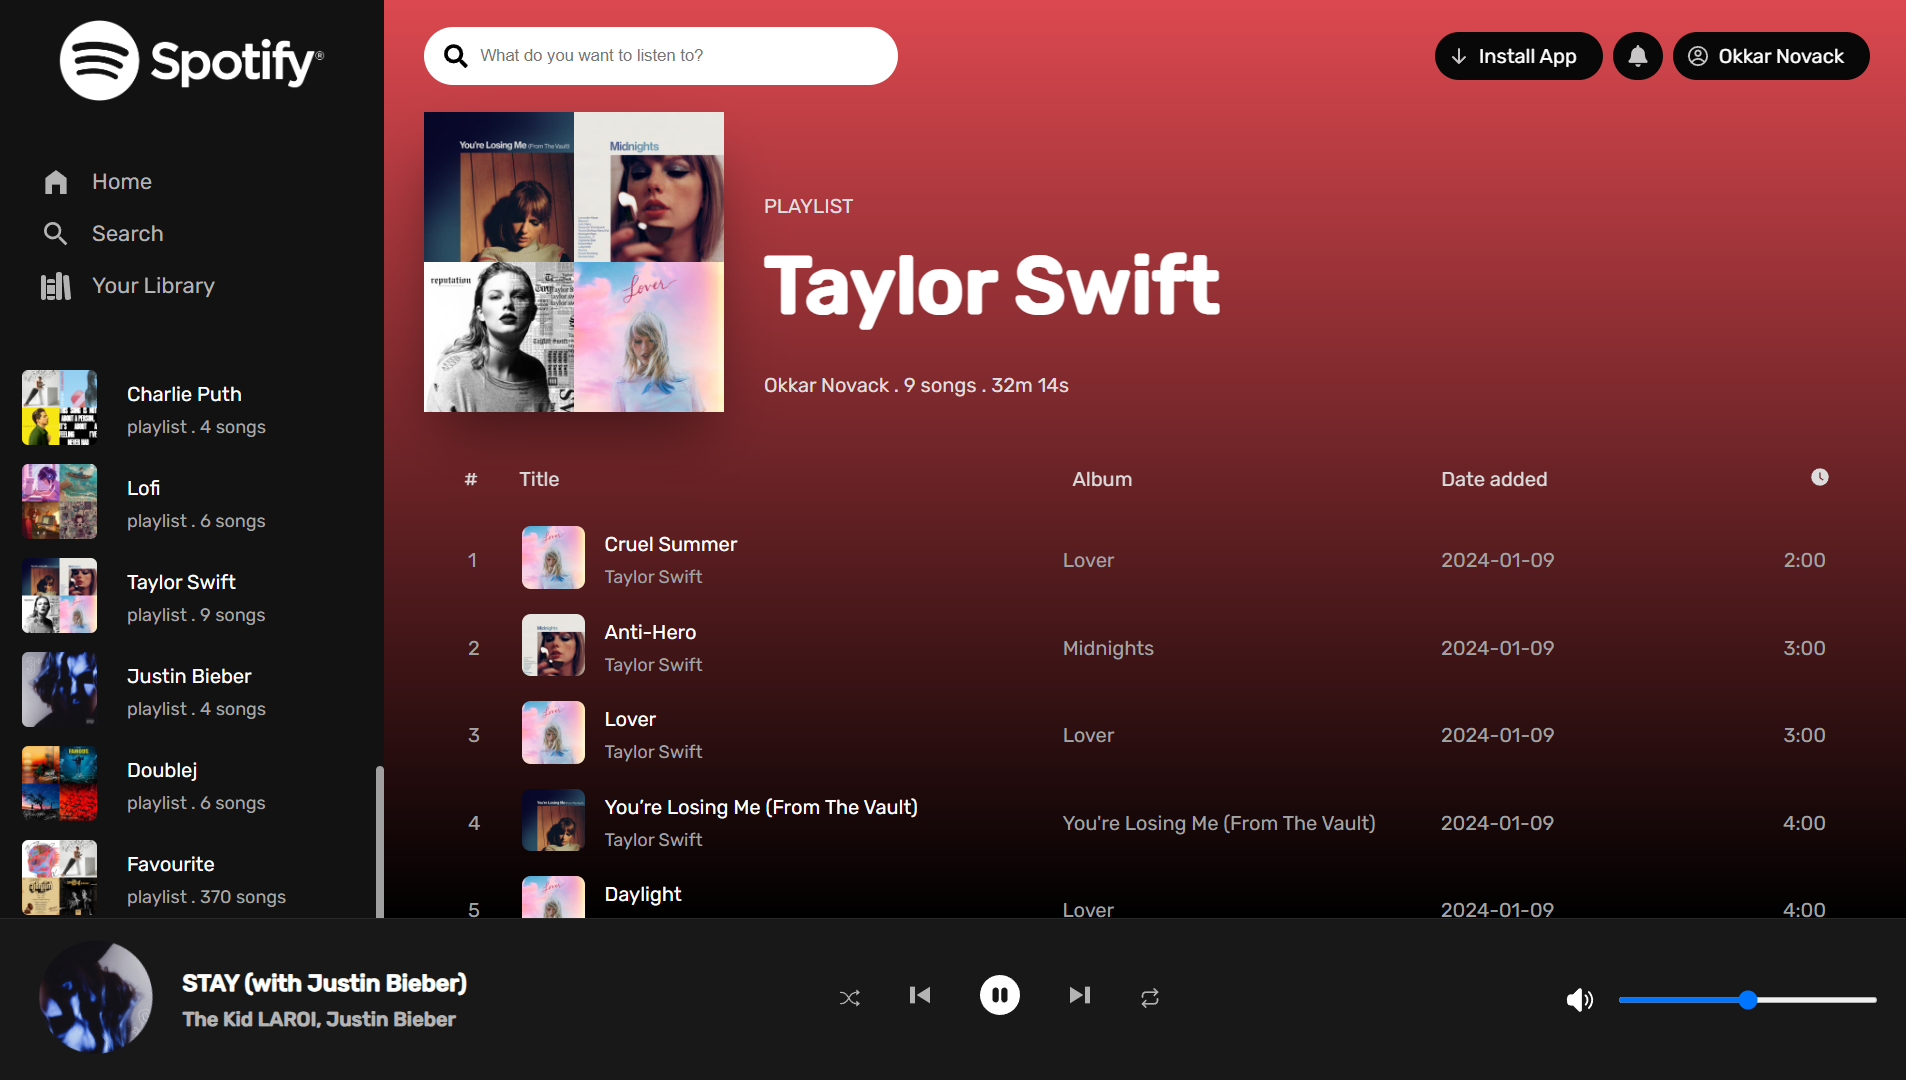 Spotify®
Home
Search
Your Library
Charlie Puth
playlist . 4 songs
Lofi
playlist . 6 songs
Taylor Swift
playlist . 9 songs
Justin Bieber
playlist . 4 songs
Doublej
playlist . 6 songs
Favourite
playlist . 370 songs
What do you want to listen to?
Install App
Okkar Novack
You're Losing Me (From The Vault)
Midnights
reputation
Lover
PLAYLIST
Taylor Swift
Okkar Novack . 9 songs . 32m 14s
# Title Album Date added
1 Cruel Summer Lover 2024-01-09 2:00
Taylor Swift
2 Anti-Hero Midnights 2024-01-09 3:00
Taylor Swift
3 Lover Lover 2024-01-09 3:00
Taylor Swift
4 You’re Losing Me (From The Vault) You're Losing Me (From The Vault) 2024-01-09 4:00
Taylor Swift
5 Daylight Lover 2024-01-09 4:00
STAY (with Justin Bieber)
The Kid LAROI, Justin Bieber